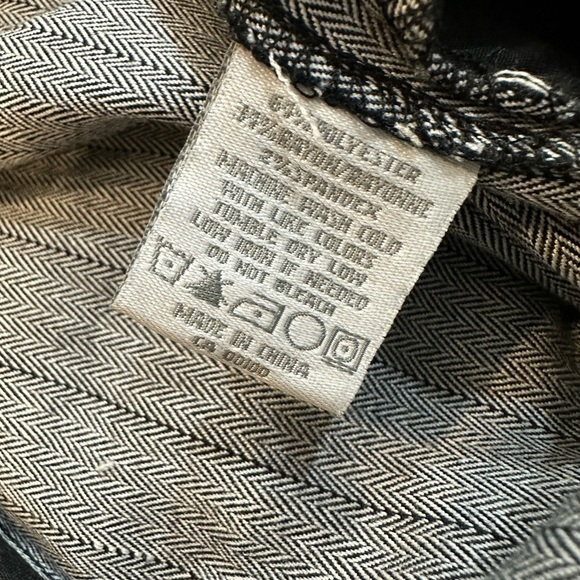 POLYESTER
RAYON/RAYONNE
2% SPANDEX
MACHINE WASH COLD
WITH LIKE COLORS
TUMBLE DRY LOW
LOW IRON IF NEEDED
DO NOT BLEACH
MADE IN CHINA